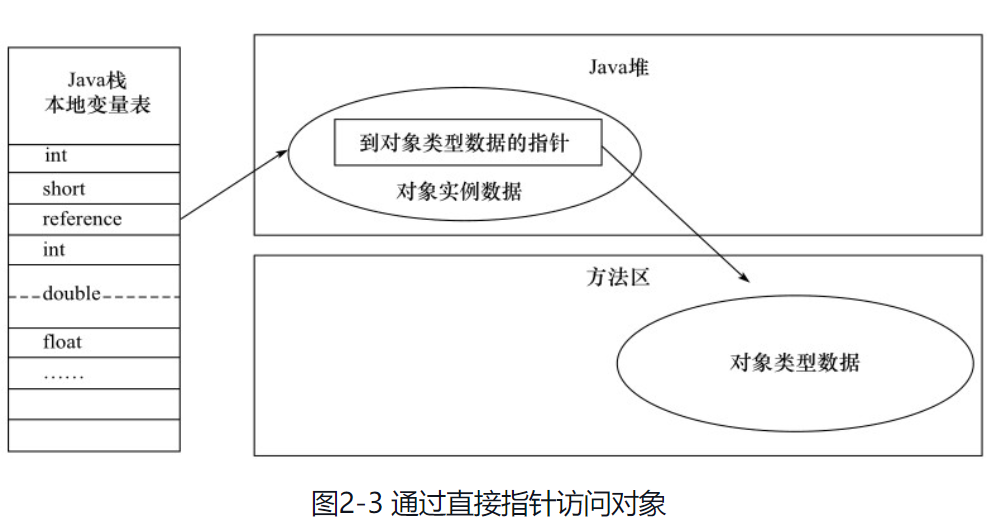 Java栈
本地变量表
int
short
reference
int
double
float
……
Java堆
到对象类型数据的指针
对象实例数据
方法区
对象类型数据
图2-3 通过直接指针访问对象